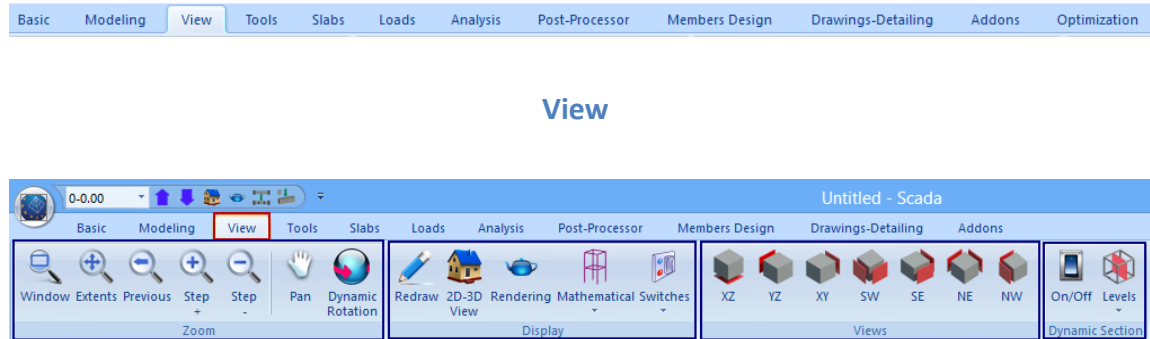 Basic Modeling View Tools Slabs Loads Analysis Post-Processor Members Design Drawings-Detailing Addons Optimization
View
0-0.00 Untitled - Scada
Basic Modeling View Tools Slabs Loads Analysis Post-Processor Members Design Drawings-Detailing Addons
Window Extents Previous Step + Step - Pan Dynamic Rotation Redraw 2D-3D View Rendering Mathematical Switches XZ YZ XY SW SE NE NW On/Off Levels
Zoom Display Views Dynamic Section